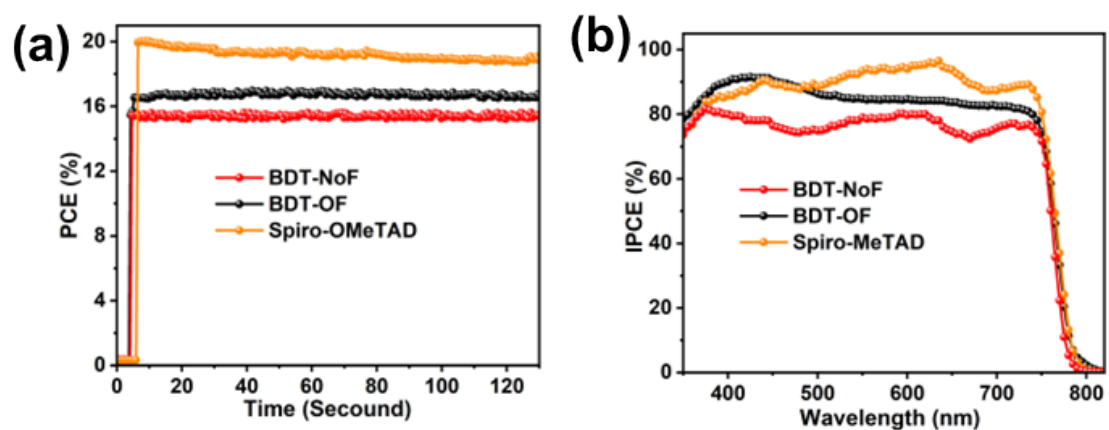 (a)
PCE (%)
20
16
12
8
4
0
BDT-NoF
BDT-OF
Spiro-OMeTAD
0 20 40 60 80 100 120
Time (Secound)
(b)
IPCE (%)
100
80
60
40
20
0
BDT-NoF
BDT-OF
Spiro-MeTAD
400 500 600 700 800
Wavelength (nm)